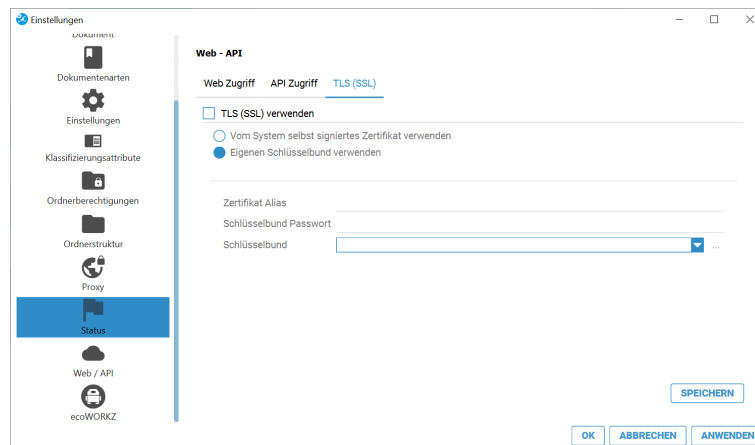 Einstellungen
Dokument
Dokumentenarten
Einstellungen
Klassifizierungsattribute
Ordnerberechtigungen
Ordnerstruktur
Proxy
Status
Web / API
ecoWORKZ
Web - API
Web Zugriff API Zugriff TLS (SSL)
TLS (SSL) verwenden
Vom System selbst signiertes Zertifikat verwenden
Eigenen Schlüsselbund verwenden
Zertifikat Alias
Schlüsselbund Passwort
Schlüsselbund ...
SPEICHERN
OK ABBRECHEN ANWENDEN